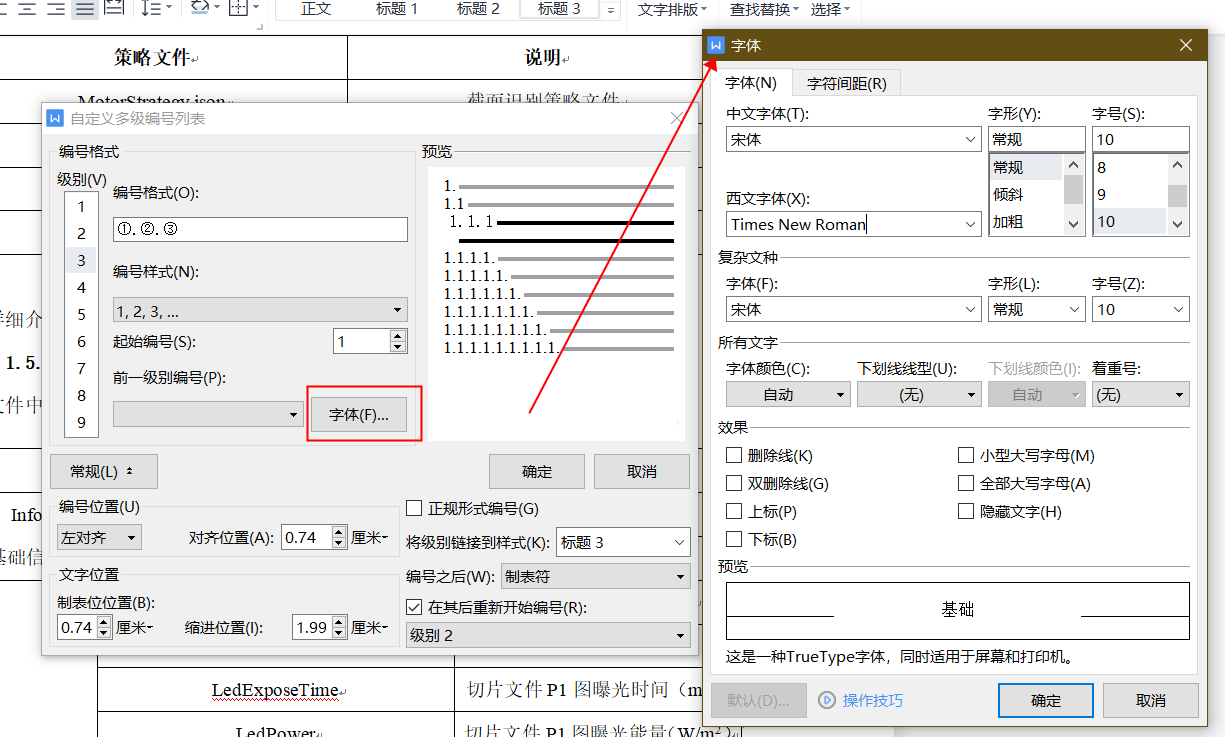 正文 标题 1 标题 2 标题 3 文字排版 查找替换 选择
策略文件 说明
MotorStrategy.json 截面识别策略文件
详细介
1.5.
文件中
Info
基础信
LedExposeTime 切片文件 P1 图曝光时间（m
LedPower 切片文件 P1 图曝光能量（W/m²）
自定义多级编号列表
编号格式
级别(V)
1
2
3
4
5
6
7
8
9
编号格式(O):
①. ②. ③
编号样式(N):
1, 2, 3, ...
起始编号(S): 1
前一级别编号(P):
字体(F)...
预览
1.
1.1
1. 1. 1
1.1.1.1.
1.1.1.1.1.
1.1.1.1.1.1.
1.1.1.1.1.1.1.
1.1.1.1.1.1.1.1.
1.1.1.1.1.1.1.1.1.
常规(L) 确定 取消
编号位置(U)
左对齐 对齐位置(A): 0.74 厘米
文字位置
制表位位置(B):
0.74 厘米 缩进位置(I): 1.99 厘米
正规形式编号(G)
将级别链接到样式(K): 标题 3
编号之后(W): 制表符
在其后重新开始编号(R):
级别 2
字体
字体(N) 字符间距(R)
中文字体(T): 字形(Y): 字号(S):
宋体 常规 10
常规 8
倾斜 9
加粗 10
西文字体(X):
Times New Roman
复杂文种
字体(F): 字形(L): 字号(Z):
宋体 常规 10
所有文字
字体颜色(C): 下划线线型(U): 下划线颜色(I): 着重号:
自动 (无) 自动 (无)
效果
删除线(K) 小型大写字母(M)
双删除线(G) 全部大写字母(A)
上标(P) 隐藏文字(H)
下标(B)
预览
基础
这是一种TrueType字体，同时适用于屏幕和打印机。
默认(D)... 操作技巧 确定 取消